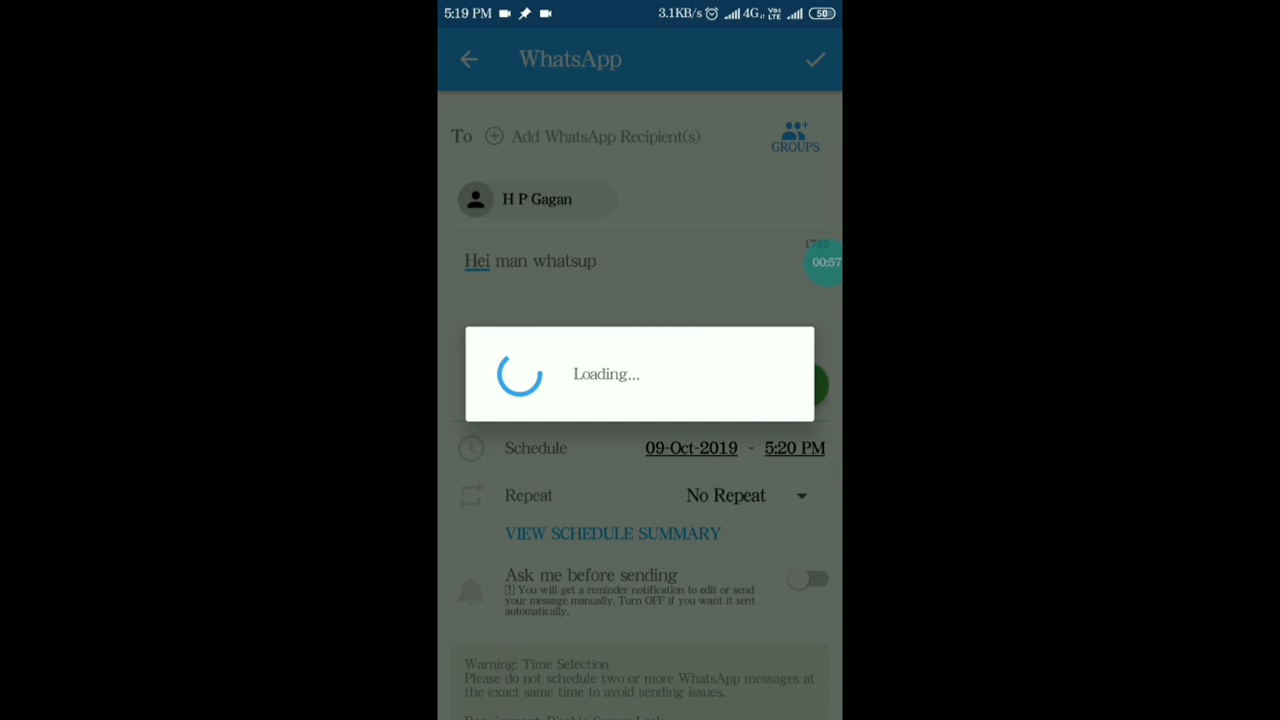 5:19 PM 3.1KB/s 4G VoLTE 50
WhatsApp
To Add WhatsApp Recipient(s)
GROUPS
H P Gagan
1785
Hei man whatsup
00:57
Loading...
Schedule 09-Oct-2019 - 5:20 PM
Repeat No Repeat
VIEW SCHEDULE SUMMARY
Ask me before sending
[!] You will get a reminder notification to edit or send
your message manually. Turn OFF if you want it sent
automatically.
Warning: Time Selection
Please do not schedule two or more WhatsApp messages at
the exact same time to avoid sending issues.